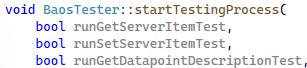 void BaosTester::startTestingProcess(
bool runGetServerItemTest,
bool runSetServerItemTest,
bool runGetDatapointDescriptionTest,